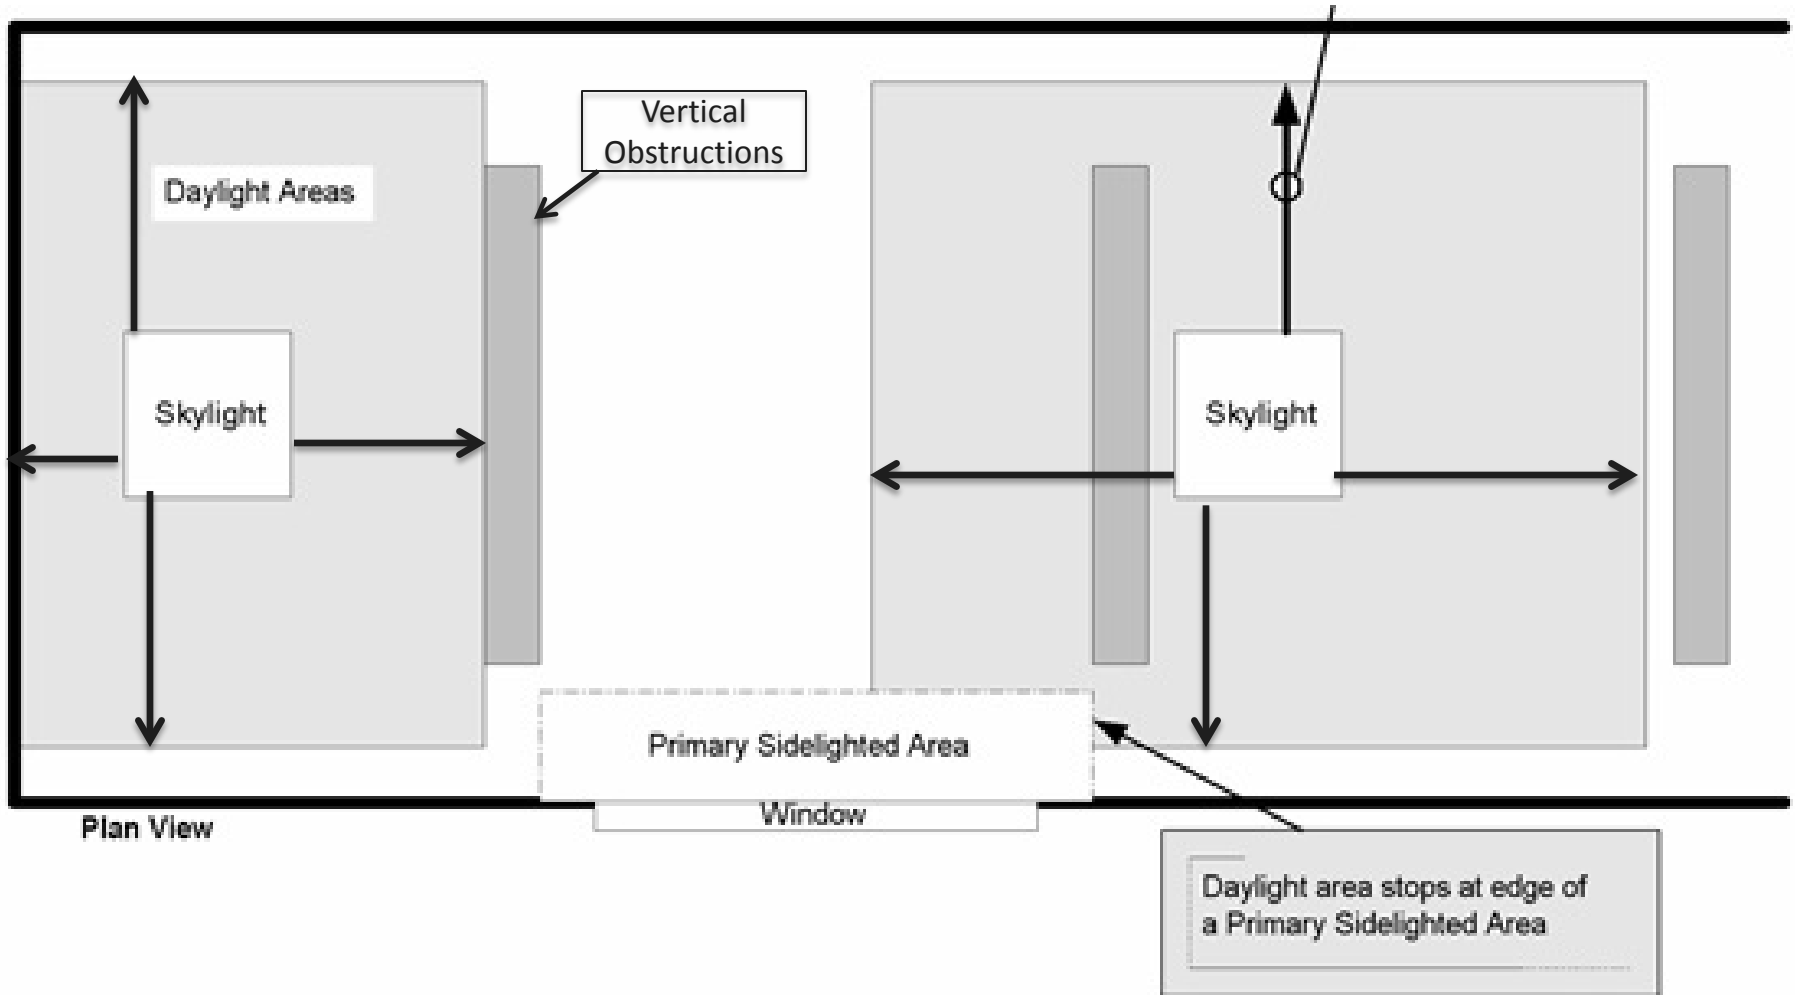 Vertical
Obstructions
Daylight Areas
Skylight
Skylight
Primary Sidelighted Area
Window
Plan View
Daylight area stops at edge of
a Primary Sidelighted Area